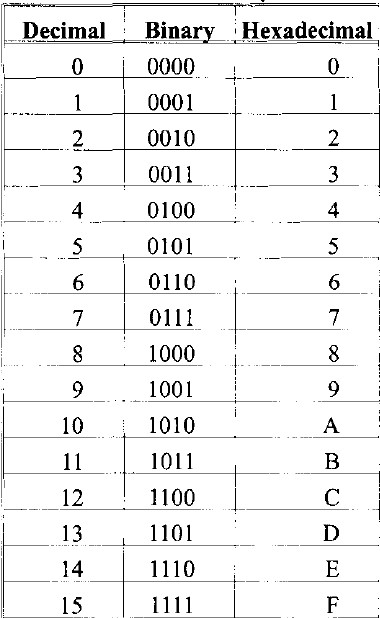 Decimal Binary Hexadecimal
0 0000 0
1 0001 1
2 0010 2
3 0011 3
4 0100 4
5 0101 5
6 0110 6
7 0111 7
8 1000 8
9 1001 9
10 1010 A
11 1011 B
12 1100 C
13 1101 D
14 1110 E
15 1111 F